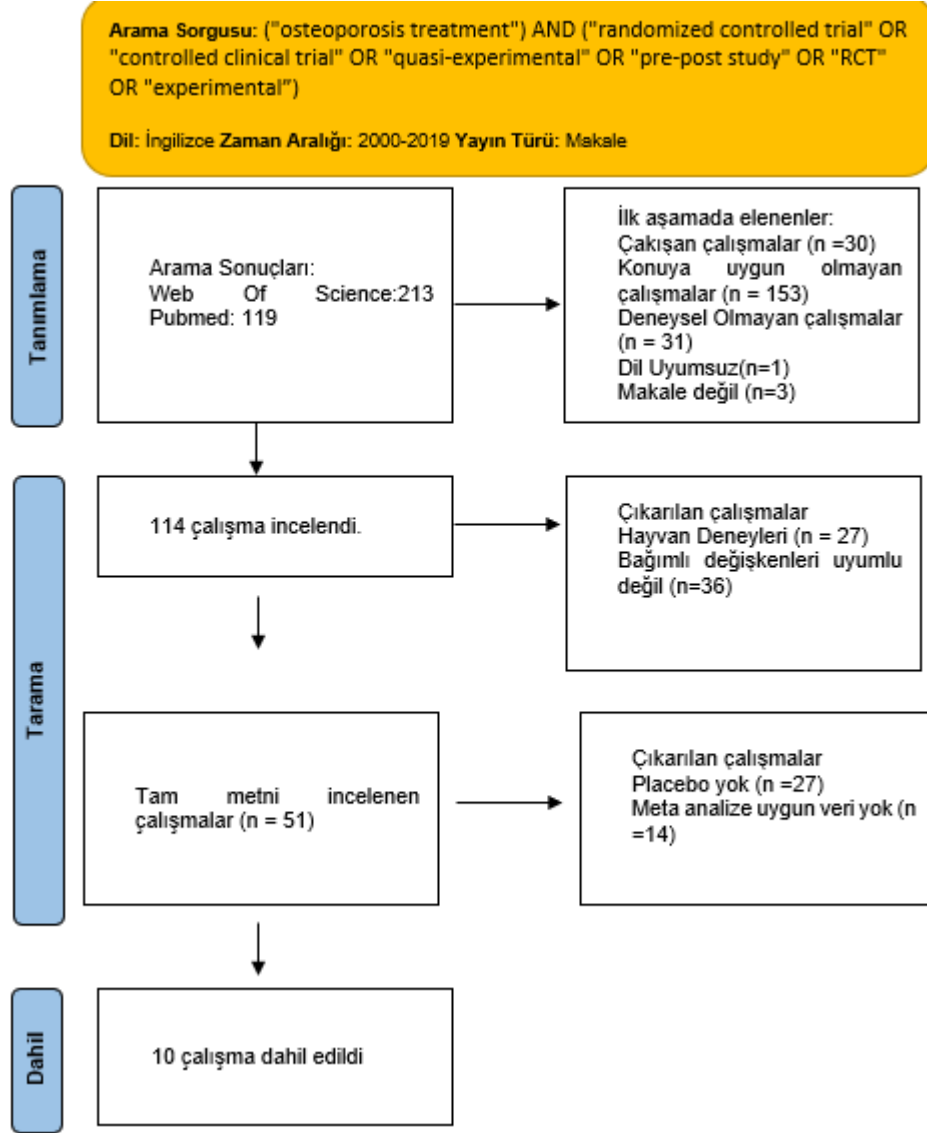 Arama Sorgusu: ("osteoporosis treatment") AND ("randomized controlled trial" OR
"controlled clinical trial" OR "quasi-experimental" OR "pre-post study" OR "RCT"
OR "experimental")
Dil: İngilizce Zaman Aralığı: 2000-2019 Yayın Türü: Makale
Tanımlama
Arama Sonuçları:
Web Of Science:213
Pubmed: 119
İlk aşamada elenenler:
Çakışan çalışmalar (n =30)
Konuya uygun olmayan
çalışmalar (n = 153)
Deneysel Olmayan çalışmalar
(n = 31)
Dil Uyumsuz(n=1)
Makale değil (n=3)
Tarama
114 çalışma incelendi.
Çıkarılan çalışmalar
Hayvan Deneyleri (n = 27)
Bağımlı değişkenleri uyumlu
değil (n=36)
Tam metni incelenen
çalışmalar (n = 51)
Çıkarılan çalışmalar
Placebo yok (n =27)
Meta analize uygun veri yok (n
=14)
Dahil
10 çalışma dahil edildi